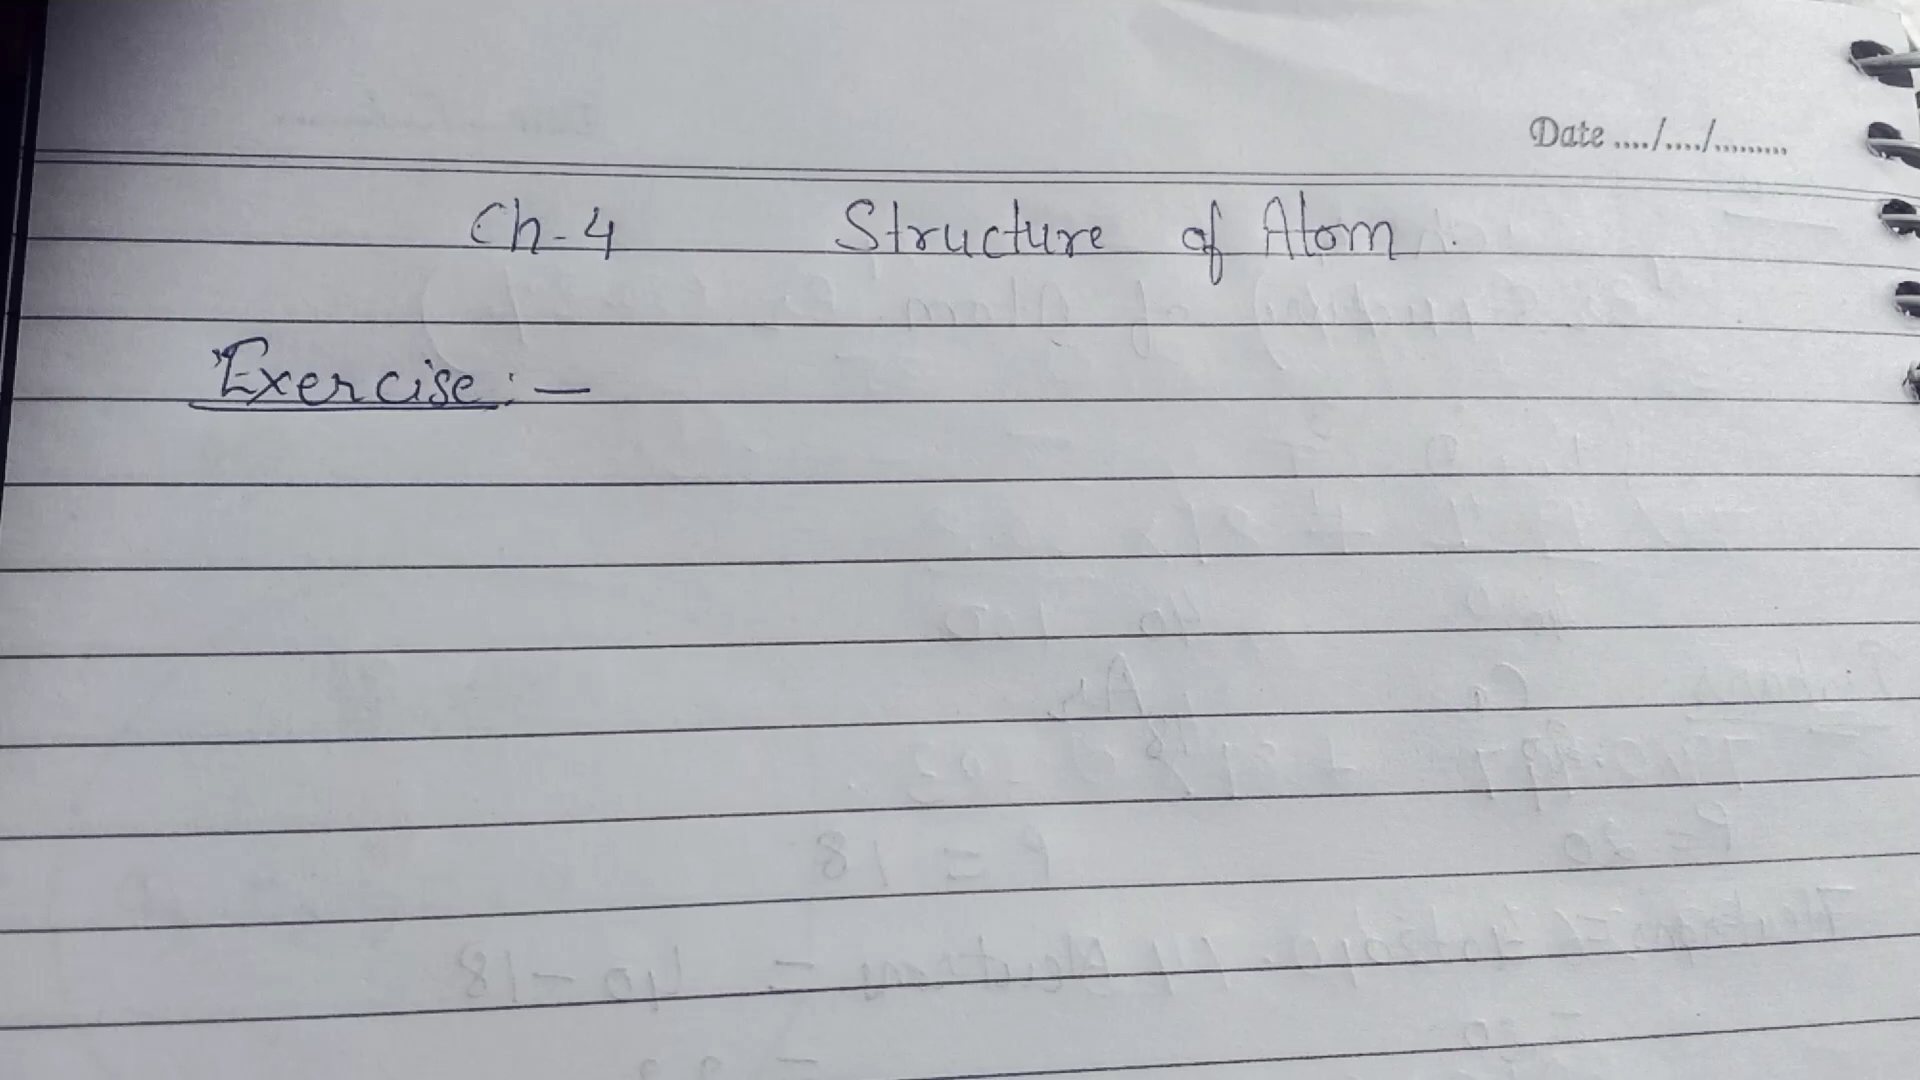 Date ..../..../.........
Ch-4 Structure of Atom.
Exercise:-